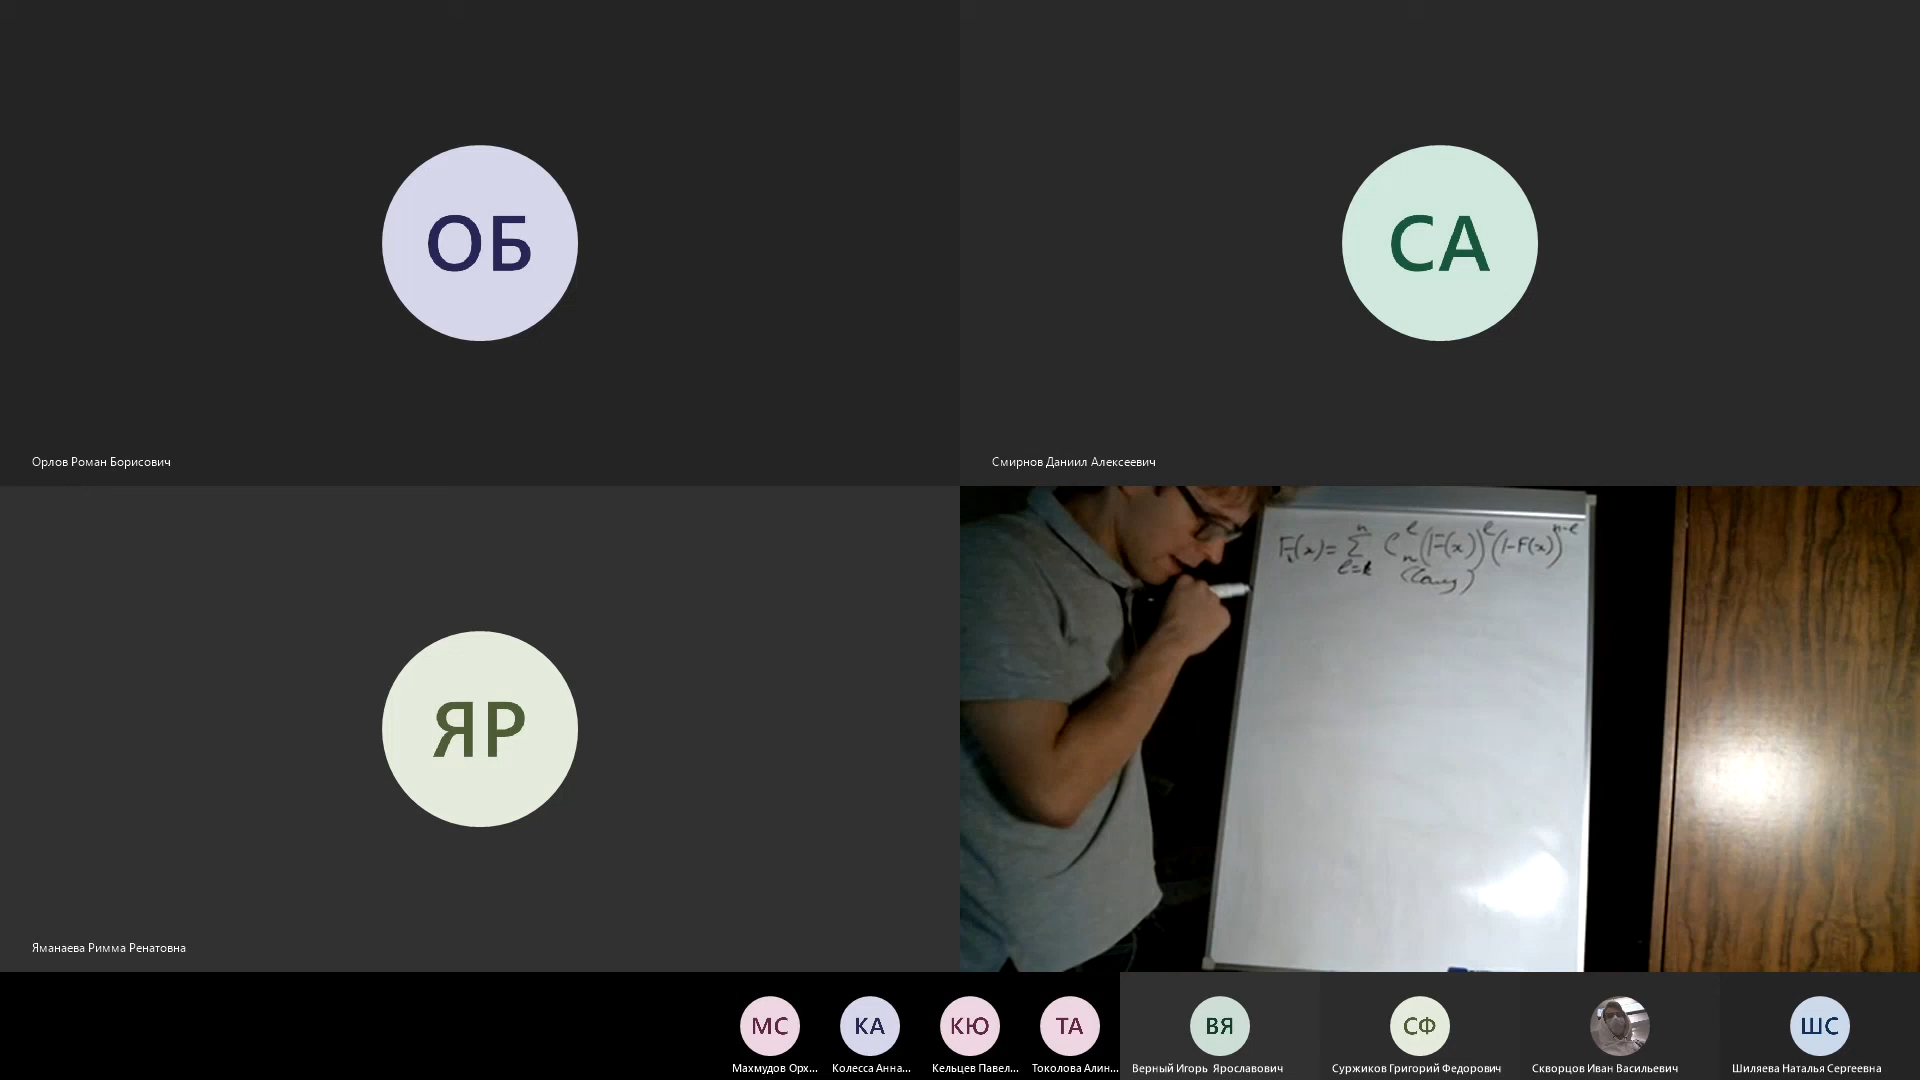 ОБ
СА
Орлов Роман Борисович
Смирнов Даниил Алексеевич
F_i(x)=∑_{l=k}^{n} C_n^l (F(x))^l (1-F(x))^{n-l}
ЯР
Яманаева Римма Ренатовна
МС КА КЮ ТА ВЯ СФ ШС
Махмудов Орх... Колесса Анна... Кельцев Павел... Токолова Алин... Верный Игорь Ярославович Суржиков Григорий Федорович Скворцов Иван Васильевич Шиляева Наталья Сергеевна